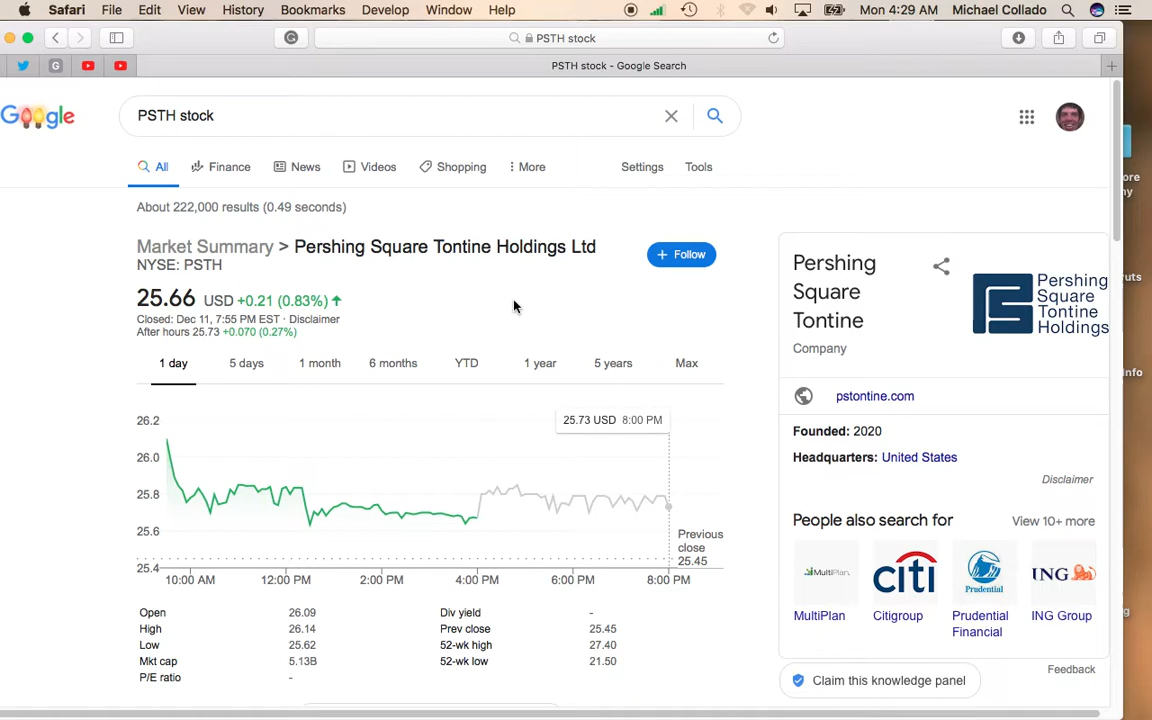 Safari File Edit View History Bookmarks Develop Window Help Mon 4:29 AM Michael Collado
PSTH stock
PSTH stock - Google Search
Google
PSTH stock
All Finance News Videos Shopping More Settings Tools
About 222,000 results (0.49 seconds)
Market Summary > Pershing Square Tontine Holdings Ltd
NYSE: PSTH
+ Follow
25.66 USD +0.21 (0.83%)
Closed: Dec 11, 7:55 PM EST · Disclaimer
After hours 25.73 +0.070 (0.27%)
1 day 5 days 1 month 6 months YTD 1 year 5 years Max
25.73 USD 8:00 PM
26.2
26.0
25.8
25.6
25.4
Previous
close
25.45
10:00 AM 12:00 PM 2:00 PM 4:00 PM 6:00 PM 8:00 PM
Open 26.09 Div yield -
High 26.14 Prev close 25.45
Low 25.62 52-wk high 27.40
Mkt cap 5.13B 52-wk low 21.50
P/E ratio -
Pershing
Square
Tontine
Company
Pershing
Square
Tontine
Holdings
pstontine.com
Founded: 2020
Headquarters: United States
Disclaimer
People also search for View 10+ more
MultiPlan. citi Prudential ING
MultiPlan Citigroup Prudential
Financial ING Group
Feedback
Claim this knowledge panel
ore
ny
uts
Info